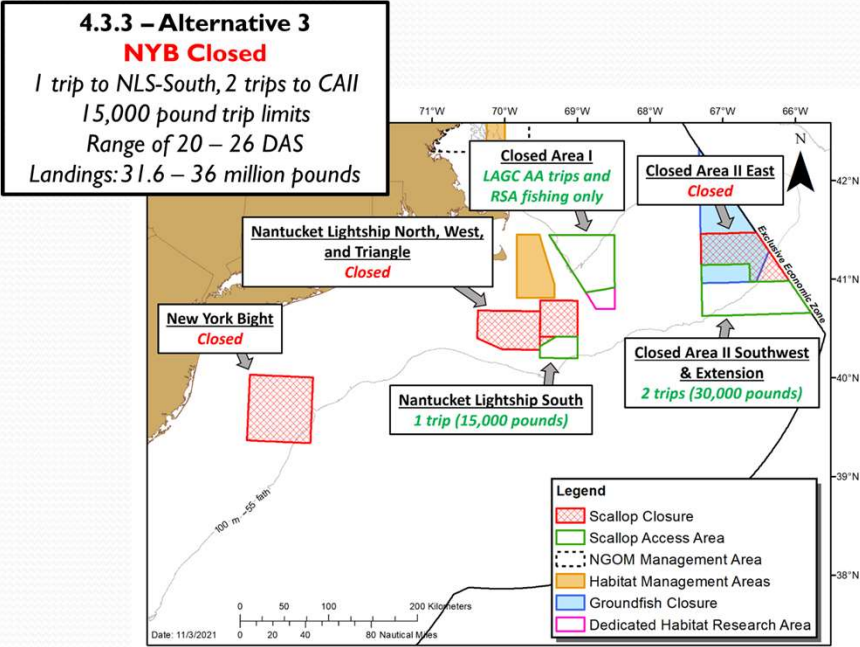 4.3.3 – Alternative 3
NYB Closed
1 trip to NLS-South, 2 trips to CAII
15,000 pound trip limits
Range of 20 – 26 DAS
Landings: 31.6 – 36 million pounds
71°W
70°W
69°W
68°W
67°W
66°W
N
42°N
41°N
40°N
39°N
38°N
Closed Area I
LAGC AA trips and
RSA fishing only
Closed Area II East
Closed
Exclusive Economic Zone
Nantucket Lightship North, West,
and Triangle
Closed
New York Bight
Closed
Nantucket Lightship South
1 trip (15,000 pounds)
Closed Area II Southwest
& Extension
2 trips (30,000 pounds)
100 m ~55 fath
Legend
Scallop Closure
Scallop Access Area
NGOM Management Area
Habitat Management Areas
Groundfish Closure
Dedicated Habitat Research Area
0 50 100 200 Kilometers
0 20 40 80 Nautical Miles
Date: 11/3/2021